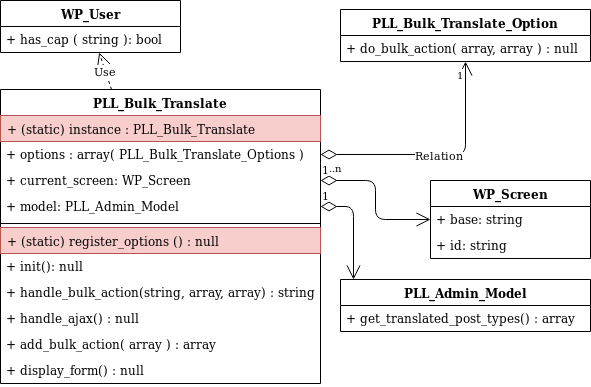 WP_User
+ has_cap ( string ): bool
PLL_Bulk_Translate_Option
+ do_bulk_action( array, array ) : null
Use
1
PLL_Bulk_Translate
+ (static) instance : PLL_Bulk_Translate
+ options : array( PLL_Bulk_Translate_Options )
Relation
1..n
+ current_screen: WP_Screen
1
+ model: PLL_Admin_Model
WP_Screen
+ base: string
+ id: string
+ (static) register_options () : null
+ init(): null
+ handle_bulk_action(string, array, array) : string
+ handle_ajax() : null
+ add_bulk_action( array ) : array
+ display_form() : null
PLL_Admin_Model
+ get_translated_post_types() : array